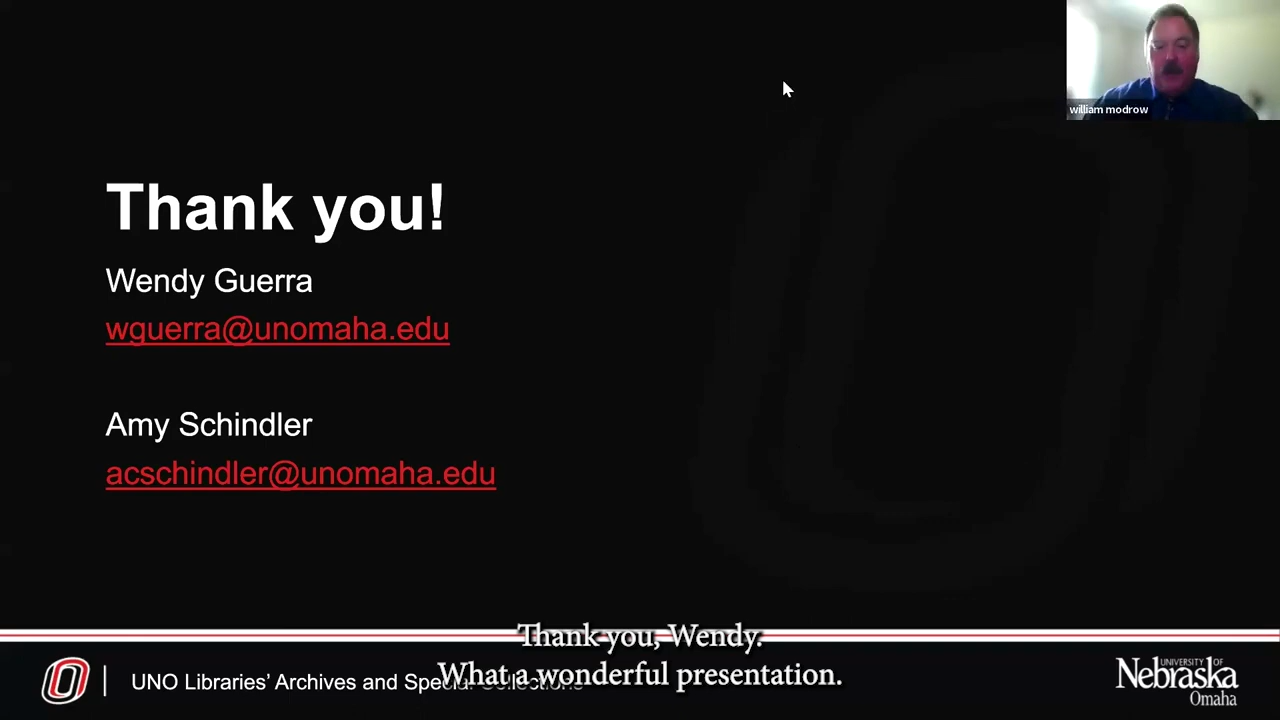 william modrow
Thank you!
Wendy Guerra
wguerra@unomaha.edu
Amy Schindler
acschindler@unomaha.edu
Thank you, Wendy.
What a wonderful presentation.
UNO Libraries' Archives and Special Collections
UNIVERSITY OF
Nebraska
Omaha